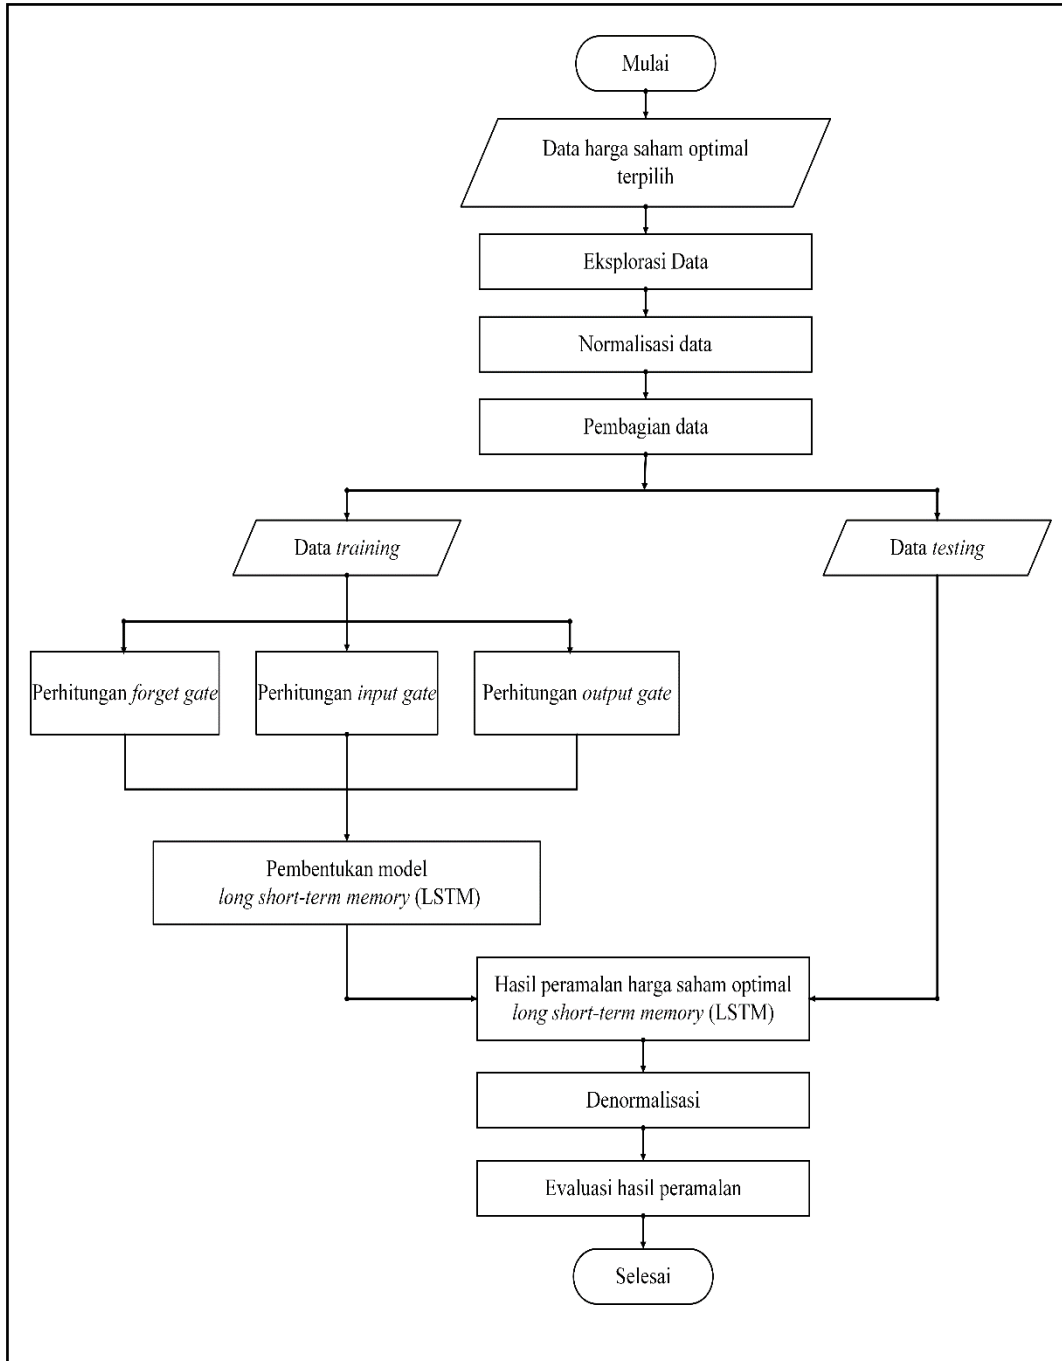 Mulai
Data harga saham optimal
terpilih
Eksplorasi Data
Normalisasi data
Pembagian data
Data training
Data testing
Perhitungan forget gate
Perhitungan input gate
Perhitungan output gate
Pembentukan model
long short-term memory (LSTM)
Hasil peramalan harga saham optimal
long short-term memory (LSTM)
Denormalisasi
Evaluasi hasil peramalan
Selesai